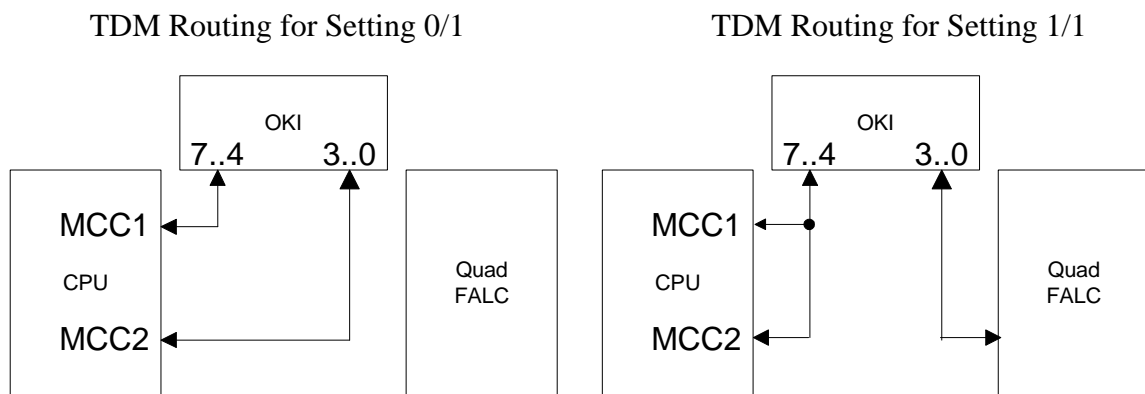 TDM Routing for Setting 0/1
OKI
7..4 3..0
MCC1
CPU
MCC2
Quad
FALC
TDM Routing for Setting 1/1
OKI
7..4 3..0
MCC1
CPU
MCC2
Quad
FALC